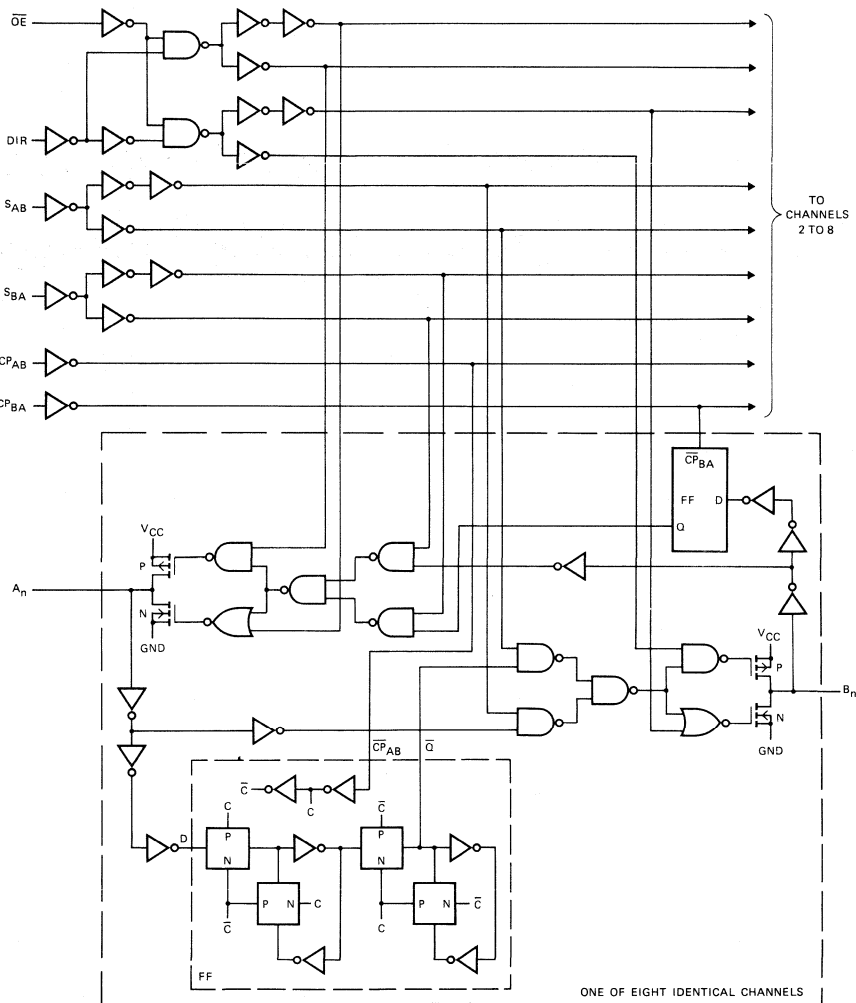 OE
DIR
SAB
SBA
CPAB
CPBA
TO
CHANNELS
2 TO 8
CPBA
FF D
Q
VCC
P
An
N
GND
VCC
P
Bn
N
GND
CPAB
Q
C
C
C
C
D
P
N
P
N
P N C
P N C
C
C
FF
ONE OF EIGHT IDENTICAL CHANNELS